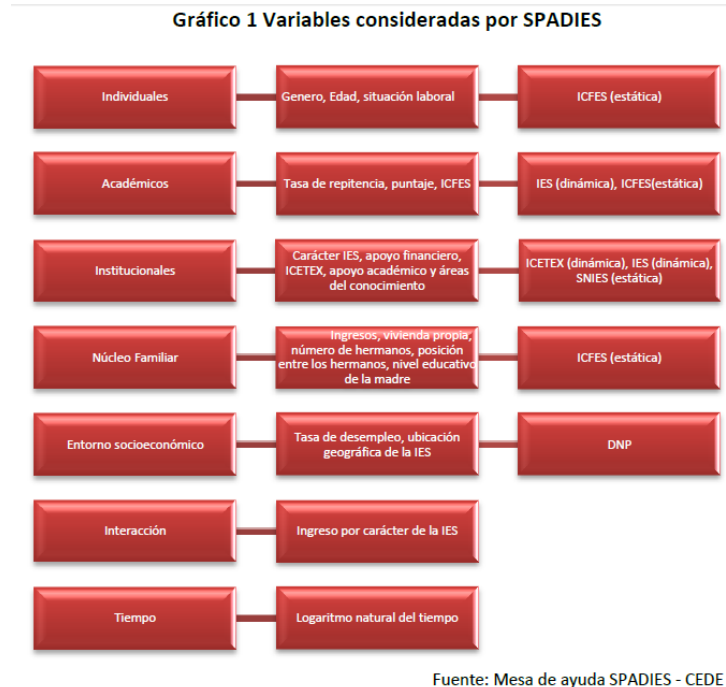 Gráfico 1 Variables consideradas por SPADIES
Individuales
Genero, Edad, situación laboral
ICFES (estática)
Académicos
Tasa de repitencia, puntaje, ICFES
IES (dinámica), ICFES(estática)
Institucionales
Carácter IES, apoyo financiero,
ICETEX, apoyo académico y áreas
del conocimiento
ICETEX (dinámica), IES (dinámica),
SNIES (estática)
Núcleo Familiar
Ingresos, vivienda propia,
número de hermanos, posición
entre los hermanos, nivel educativo
de la madre
ICFES (estática)
Entorno socioeconómico
Tasa de desempleo, ubicación
geográfica de la IES
DNP
Interacción
Ingreso por carácter de la IES
Tiempo
Logaritmo natural del tiempo
Fuente: Mesa de ayuda SPADIES - CEDE